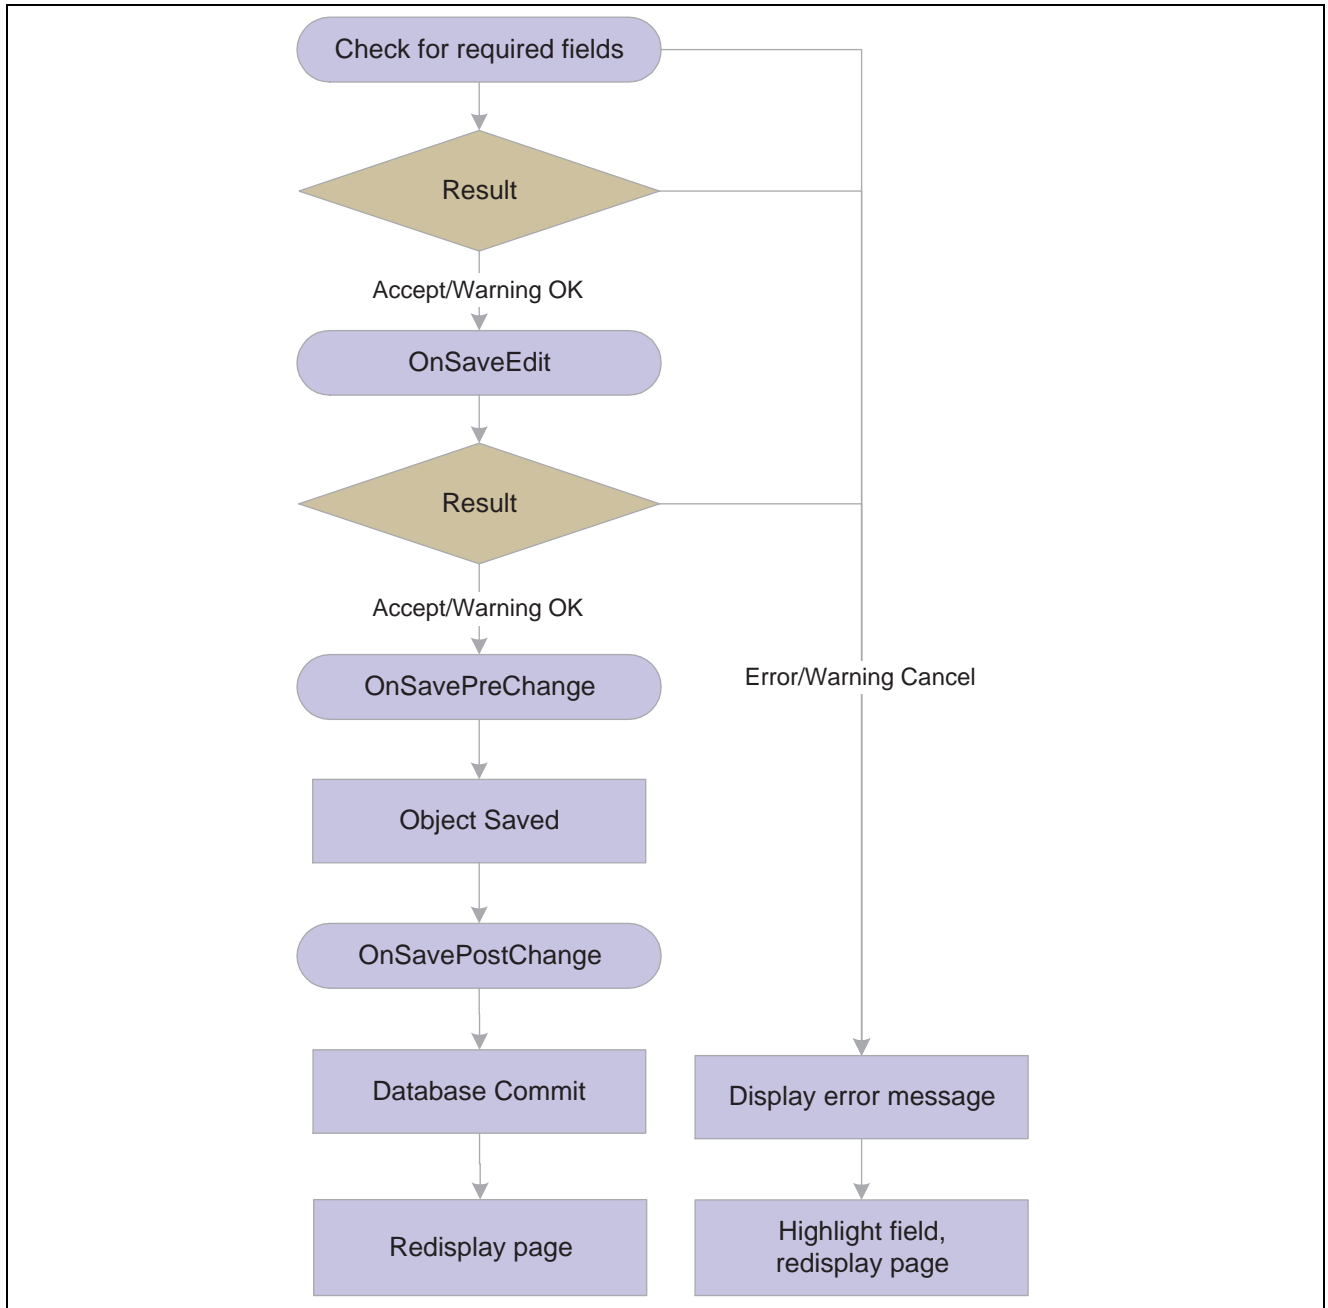 Check for required fields
Result
Accept/Warning OK
OnSaveEdit
Result
Accept/Warning OK
OnSavePreChange
Error/Warning Cancel
Object Saved
OnSavePostChange
Database Commit
Display error message
Redisplay page
Highlight field,
redisplay page